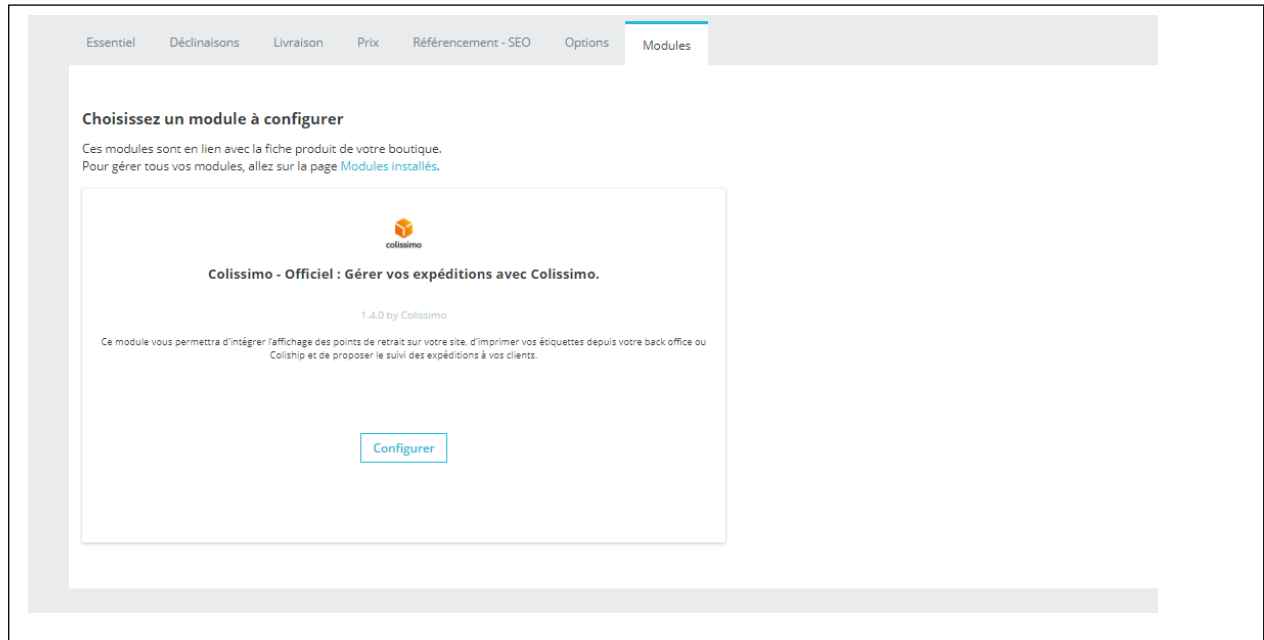 Essentiel Déclinaisons Livraison Prix Référencement - SEO Options Modules
Choisissez un module à configurer
Ces modules sont en lien avec la fiche produit de votre boutique.
Pour gérer tous vos modules, allez sur la page Modules installés.
colissimo
Colissimo - Officiel : Gérer vos expéditions avec Colissimo.
1.4.0 by Colissimo
Ce module vous permettra d'intégrer l'affichage des points de retrait sur votre site, d'imprimer vos étiquettes depuis votre back office ou
Coliship et de proposer le suivi des expéditions à vos clients.
Configurer